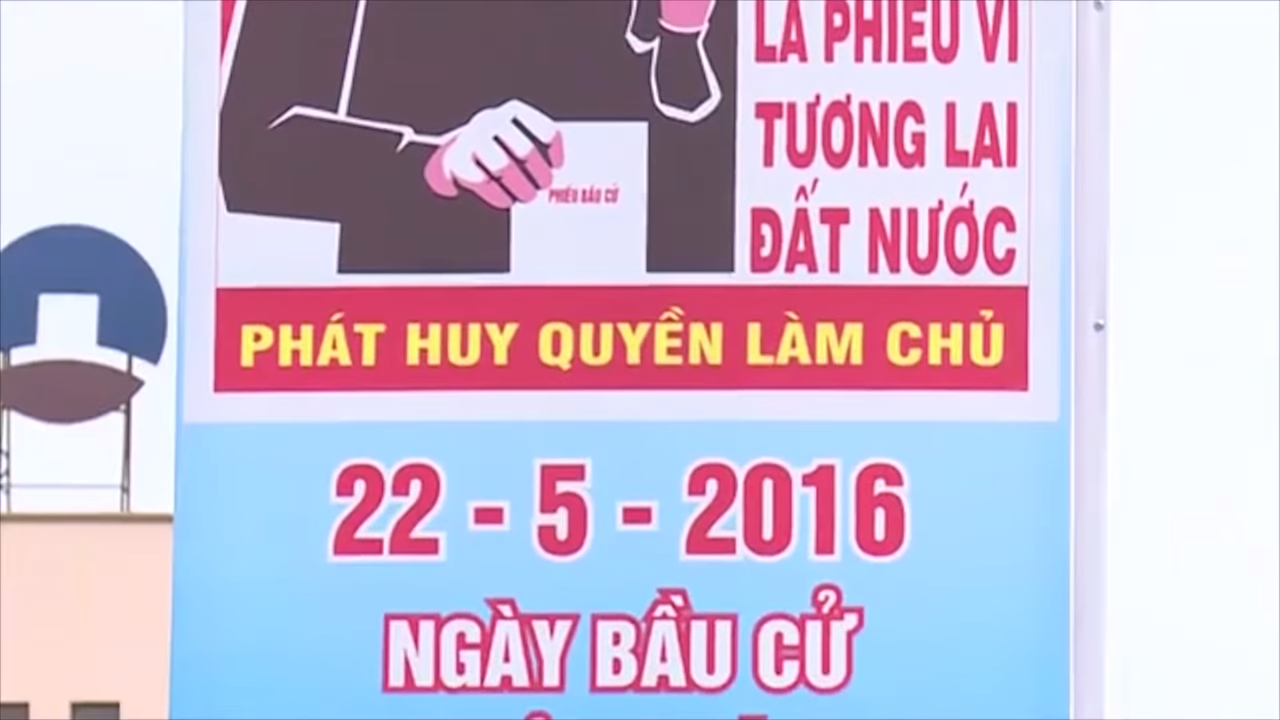 LÁ PHIẾU VÌ
TƯƠNG LAI
ĐẤT NƯỚC
PHIẾU BẦU CỬ
PHÁT HUY QUYỀN LÀM CHỦ
22 - 5 - 2016
NGÀY BẦU CỬ